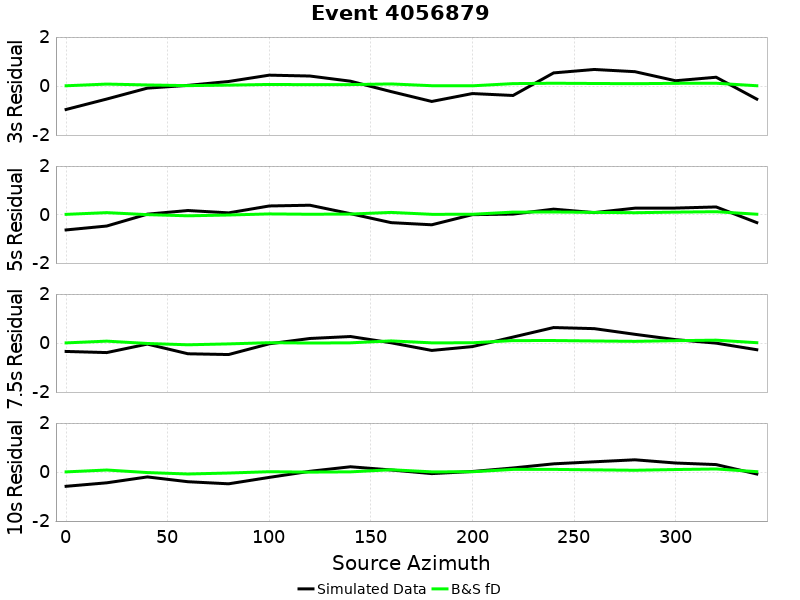 Event 4056879
3s Residual
2
0
-2
5s Residual
2
0
-2
7.5s Residual
2
0
-2
10s Residual
2
0
-2
0 50 100 150 200 250 300
Source Azimuth
Simulated Data B&S fD